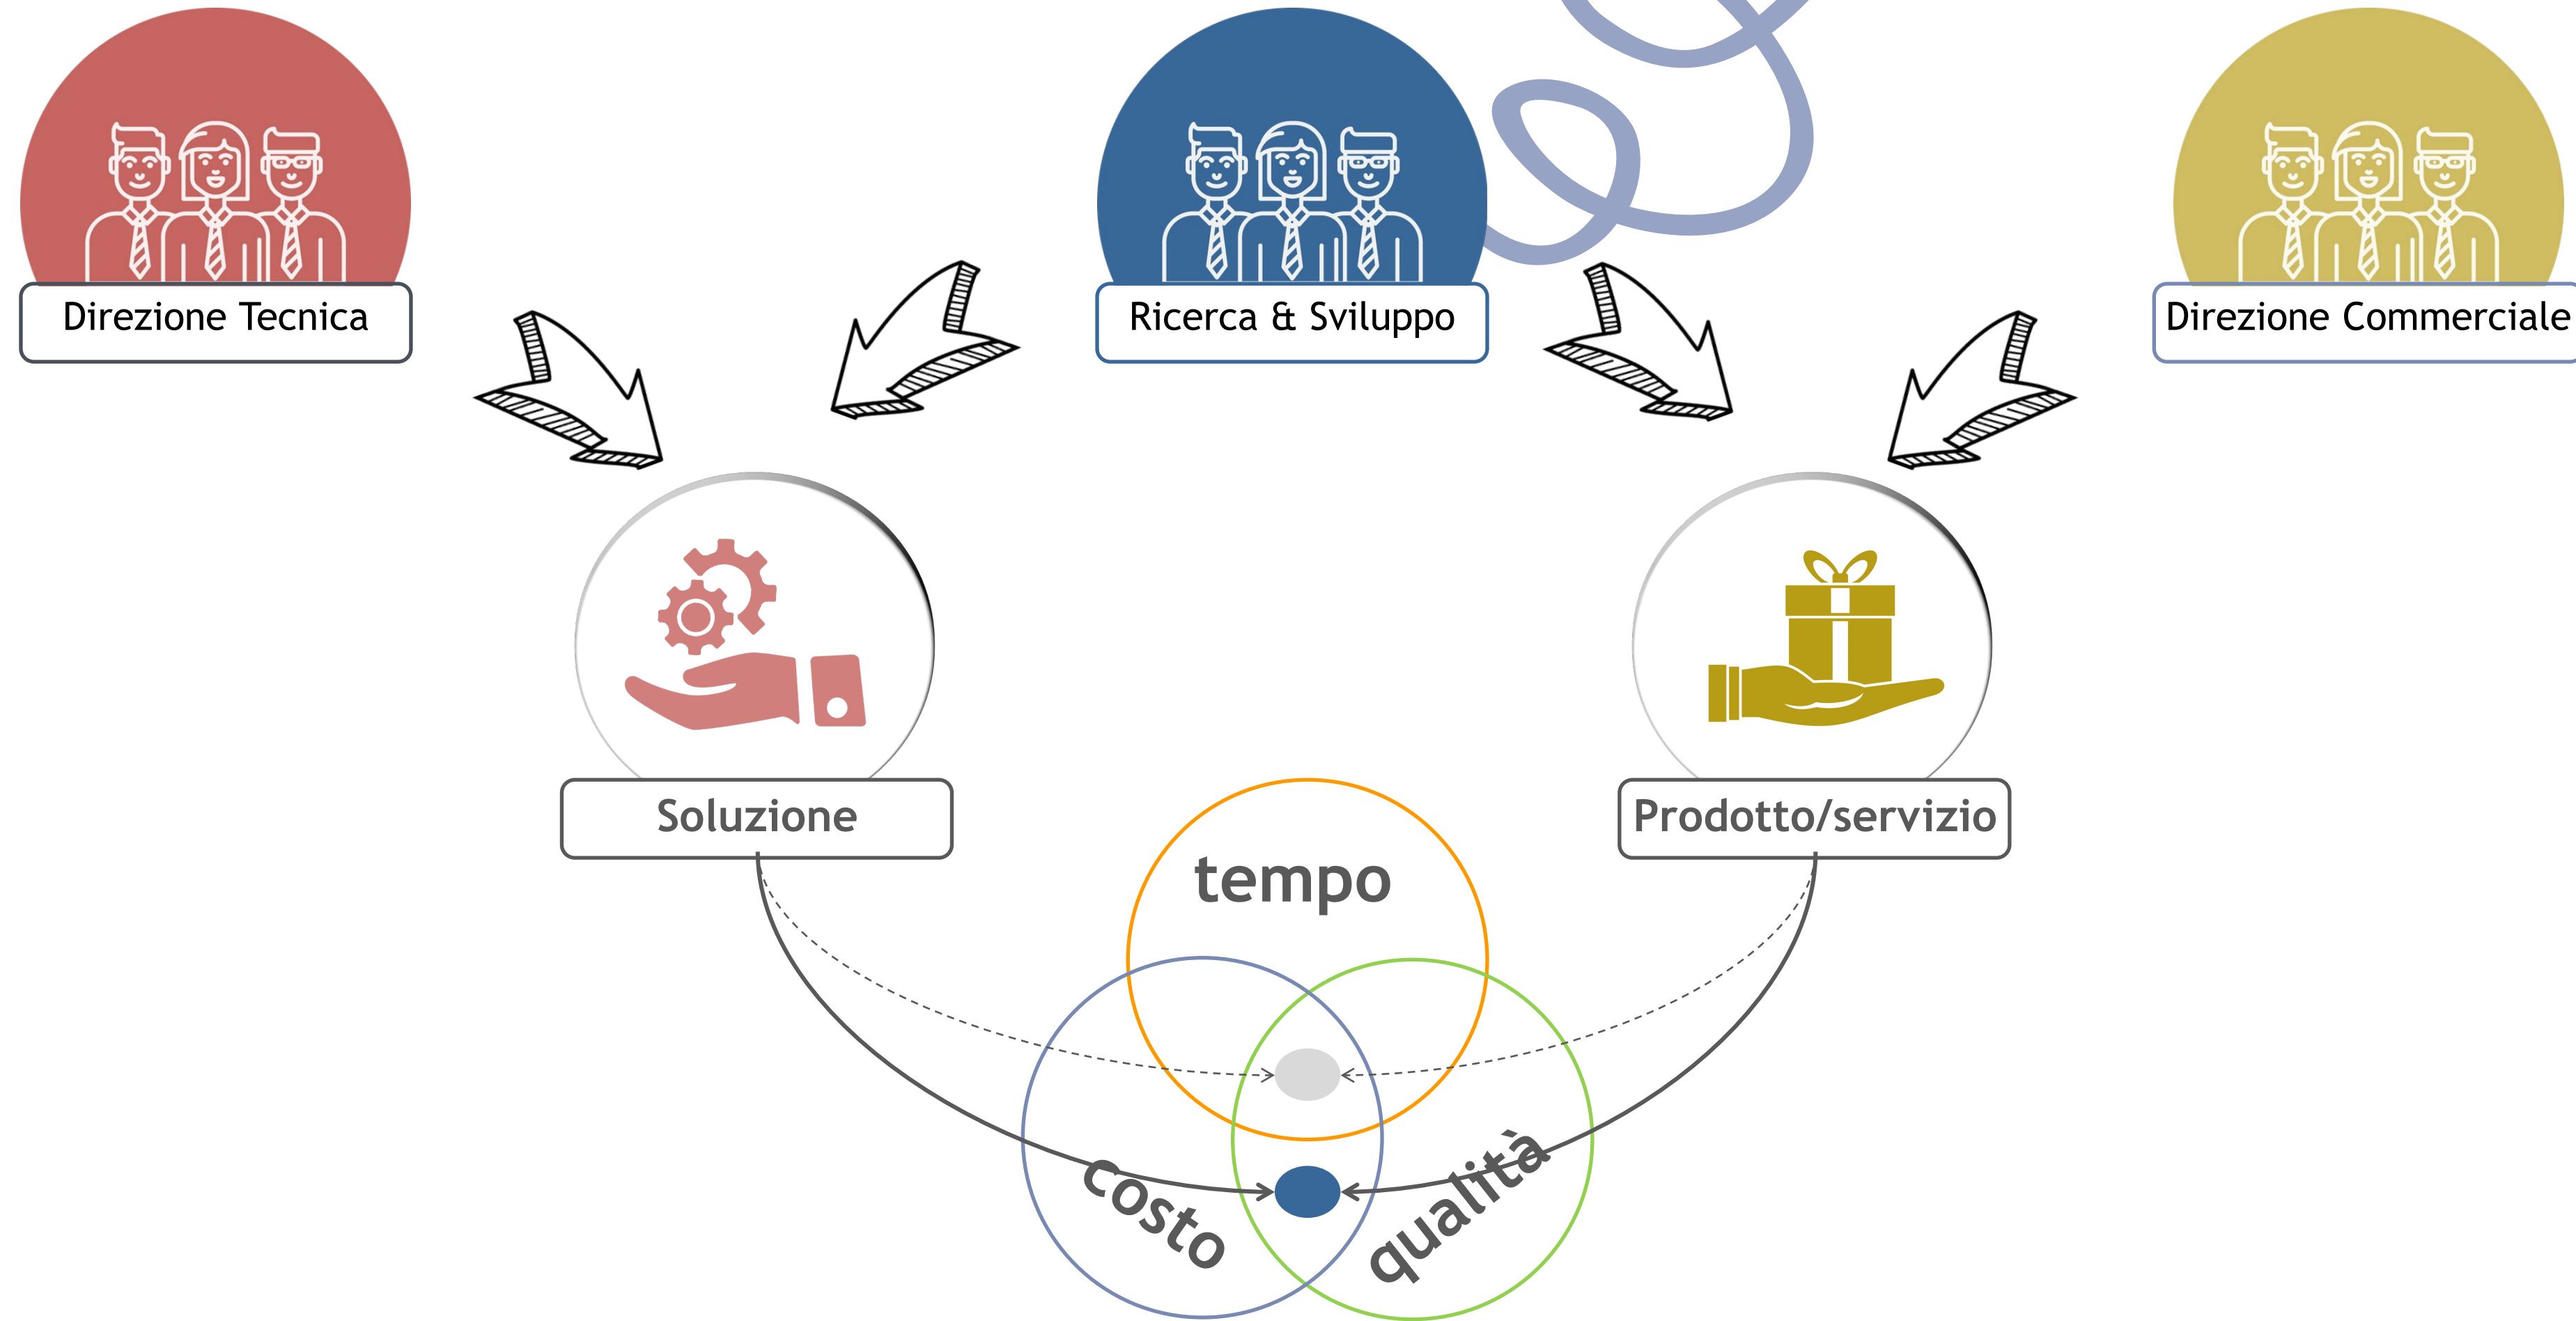 Direzione Tecnica
Ricerca & Sviluppo
Direzione Commerciale
Soluzione
Prodotto/servizio
tempo
costo
qualità